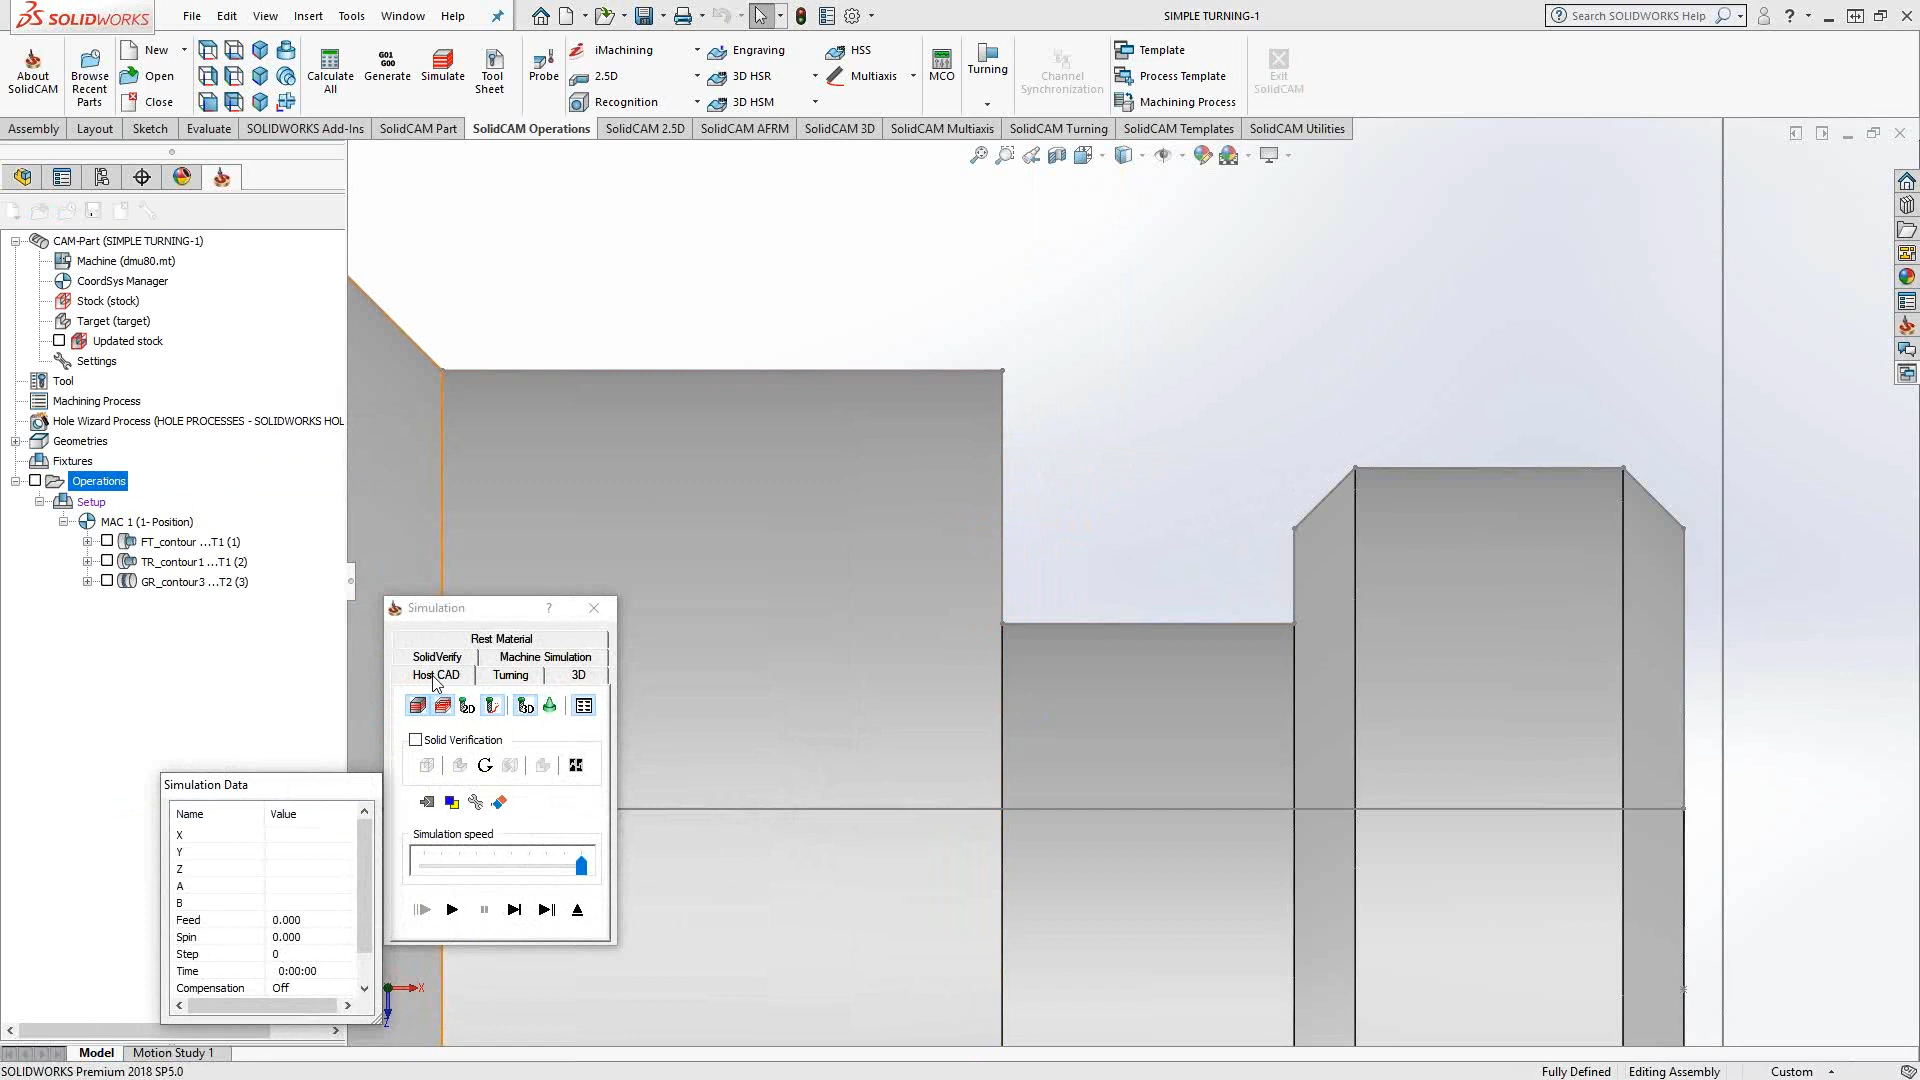 SOLIDWORKS File Edit View Insert Tools Window Help SIMPLE TURNING-1 Search SOLIDWORKS Help
About SolidCAM
Browse Recent Parts
New
Open
Close
Calculate All
G01 G00
Generate
Simulate
Tool Sheet
Probe
iMachining
2.5D
Recognition
Engraving
3D HSR
3D HSM
HSS
Multiaxis
MCO
Turning
Channel Synchronization
Template
Process Template
Machining Process
Exit SolidCAM
Assembly Layout Sketch Evaluate SOLIDWORKS Add-Ins SolidCAM Part SolidCAM Operations SolidCAM 2.5D SolidCAM AFRM SolidCAM 3D SolidCAM Multiaxis SolidCAM Turning SolidCAM Templates SolidCAM Utilities
CAM-Part (SIMPLE TURNING-1)
Machine (dmu80.mt)
CoordSys Manager
Stock (stock)
Target (target)
Updated stock
Settings
Tool
Machining Process
Hole Wizard Process (HOLE PROCESSES - SOLIDWORKS HOL
Geometries
Fixtures
Operations
Setup
MAC 1 (1- Position)
FT_contour ...T1 (1)
TR_contour1 ...T1 (2)
GR_contour3 ...T2 (3)
Simulation ?
Rest Material
SolidVerify Machine Simulation
Host CAD Turning 3D
2D 3D
Solid Verification
Simulation speed
Simulation Data
Name Value
X
Y
Z
A
B
Feed 0.000
Spin 0.000
Step 0
Time 0:00:00
Compensation Off
X
Z
Model Motion Study 1
SOLIDWORKS Premium 2018 SP5.0 Fully Defined Editing Assembly Custom